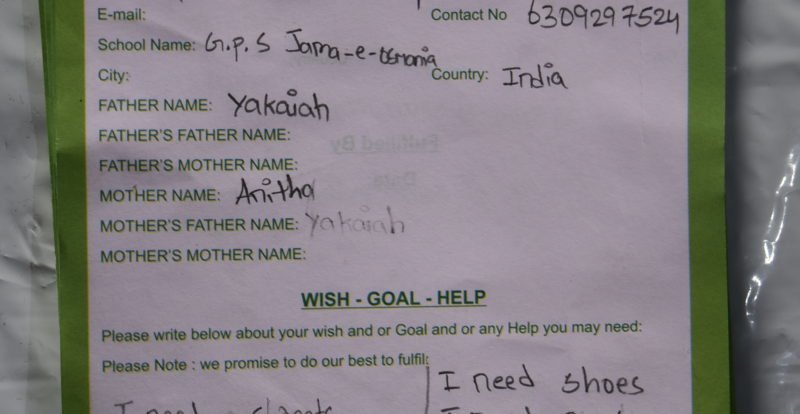 E-mail:
Contact No 6309297524
School Name: G.P.S Jama-e-osmania
City:
Country: India
FATHER NAME: Yakaiah
FATHER'S FATHER NAME:
FATHER'S MOTHER NAME:
MOTHER NAME: Anitha
MOTHER'S FATHER NAME: Yakaiah
MOTHER'S MOTHER NAME:
WISH - GOAL - HELP
Please write below about your wish and or Goal and or any Help you may need:
Please Note : we promise to do our best to fulfil:
I need shoes